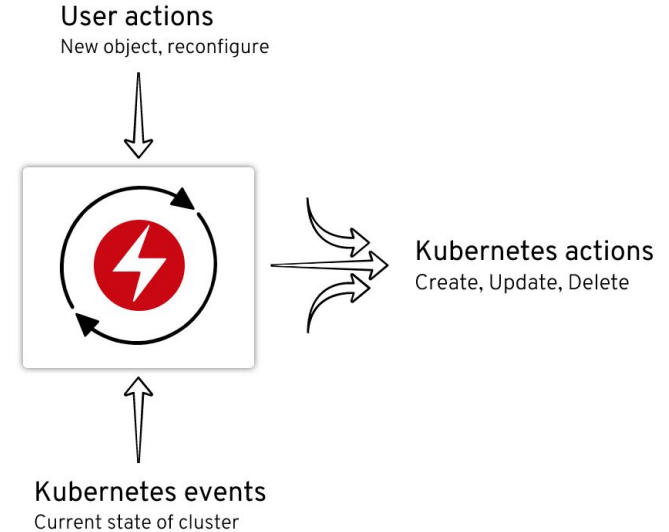 User actions
New object, reconfigure
Kubernetes actions
Create, Update, Delete
Kubernetes events
Current state of cluster